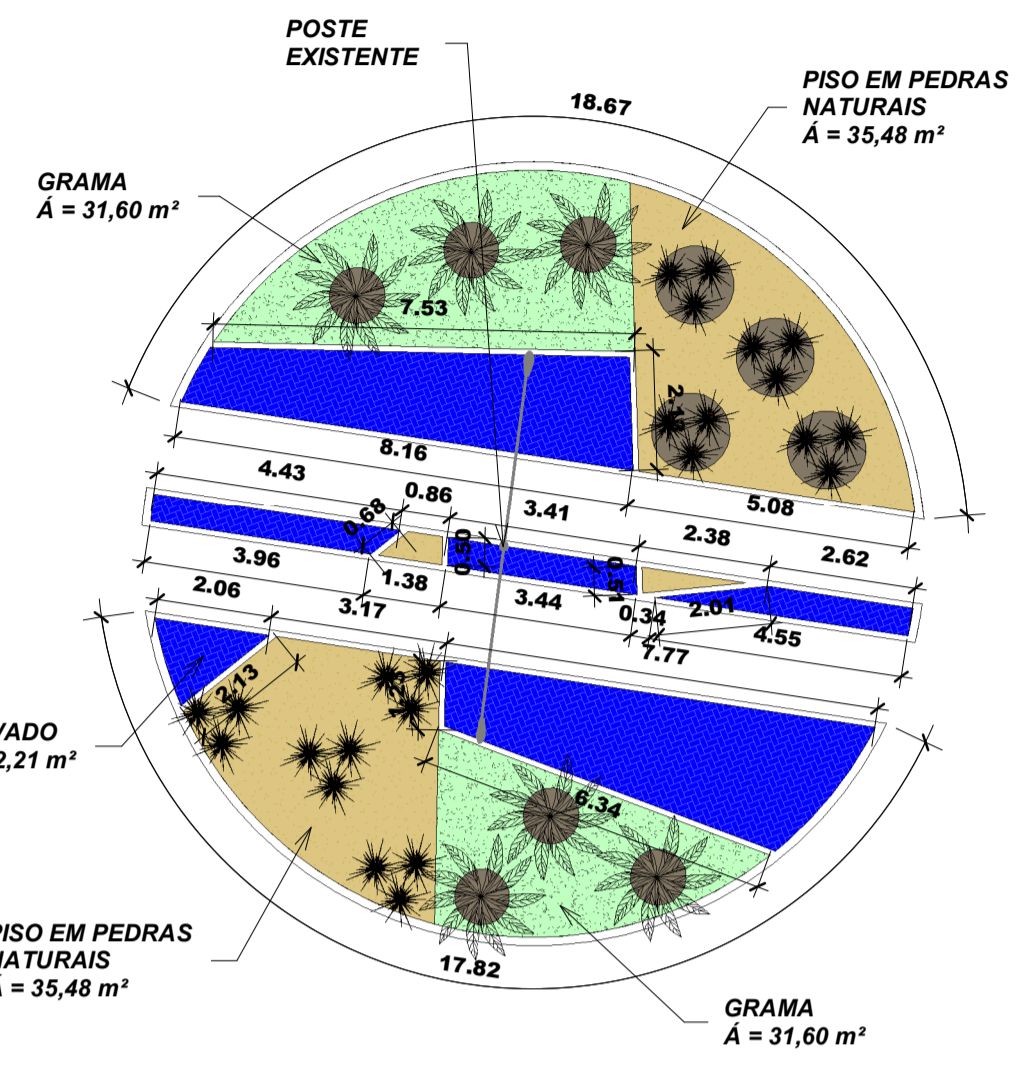 POSTE
EXISTENTE
18.67
PISO EM PEDRAS
NATURAIS
Á = 35,48 m²
GRAMA
Á = 31,60 m²
7.53
8.16
5.08
4.43
0.86
3.41
2.38
2.62
0.68
0.50
0.51
3.96
1.38
3.44
0.34
2.01
4.55
2.06
3.17
7.77
2.13
VADO
2,21 m²
6.34
PISO EM PEDRAS
NATURAIS
Á = 35,48 m²
17.82
GRAMA
Á = 31,60 m²